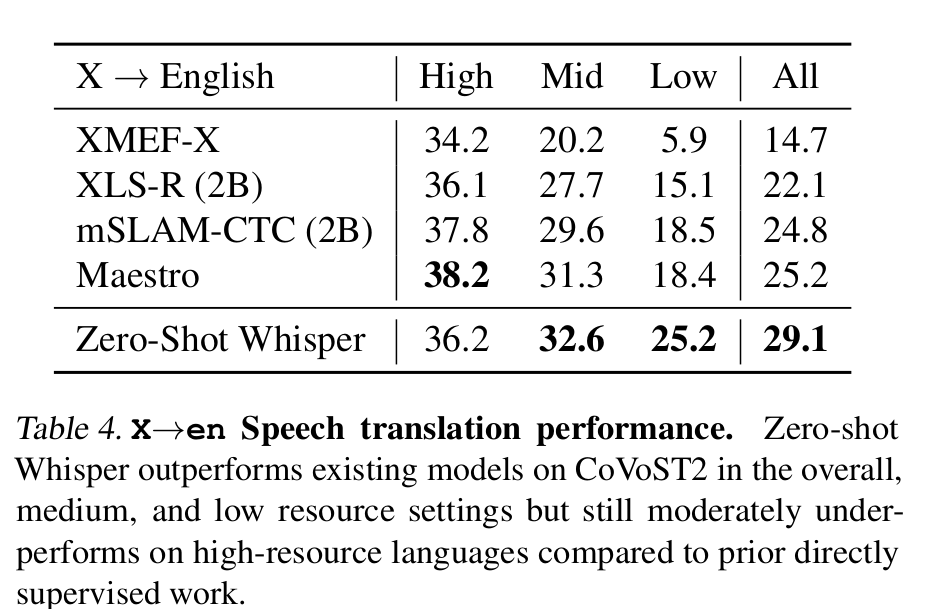 X → English High Mid Low All
XMEF-X 34.2 20.2 5.9 14.7
XLS-R (2B) 36.1 27.7 15.1 22.1
mSLAM-CTC (2B) 37.8 29.6 18.5 24.8
Maestro 38.2 31.3 18.4 25.2
Zero-Shot Whisper 36.2 32.6 25.2 29.1
Table 4. X→en Speech translation performance. Zero-shot
Whisper outperforms existing models on CoVoST2 in the overall,
medium, and low resource settings but still moderately under-
performs on high-resource languages compared to prior directly
supervised work.